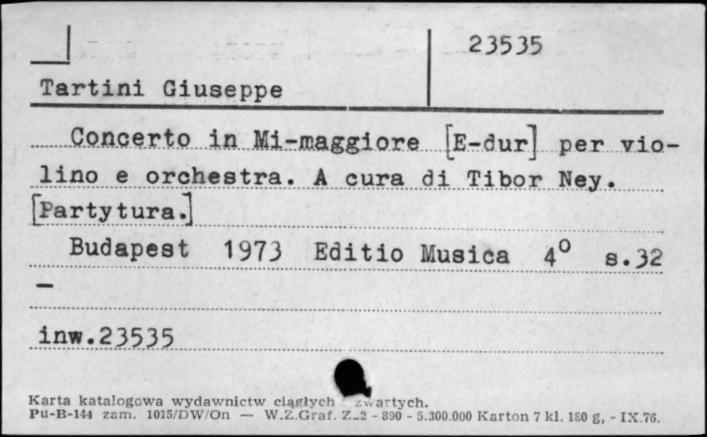 23535
Tartini Giuseppe
Concerto in Mi-maggiore [E-dur] per vio-
lino e orchestra. A cura di Tibor Ney.
[Partytura.]
Budapest 1973 Editio Musica 4° s.32
—
inw.23535
Karta katalogowa wydawnictw ciągłych zwartych.
Pu-B-144 zam. 1015/DW/On — W.Z.Graf. Z-2 - 890 - 5.300.000 Karton 7 kl. 180 g, - IX.76.